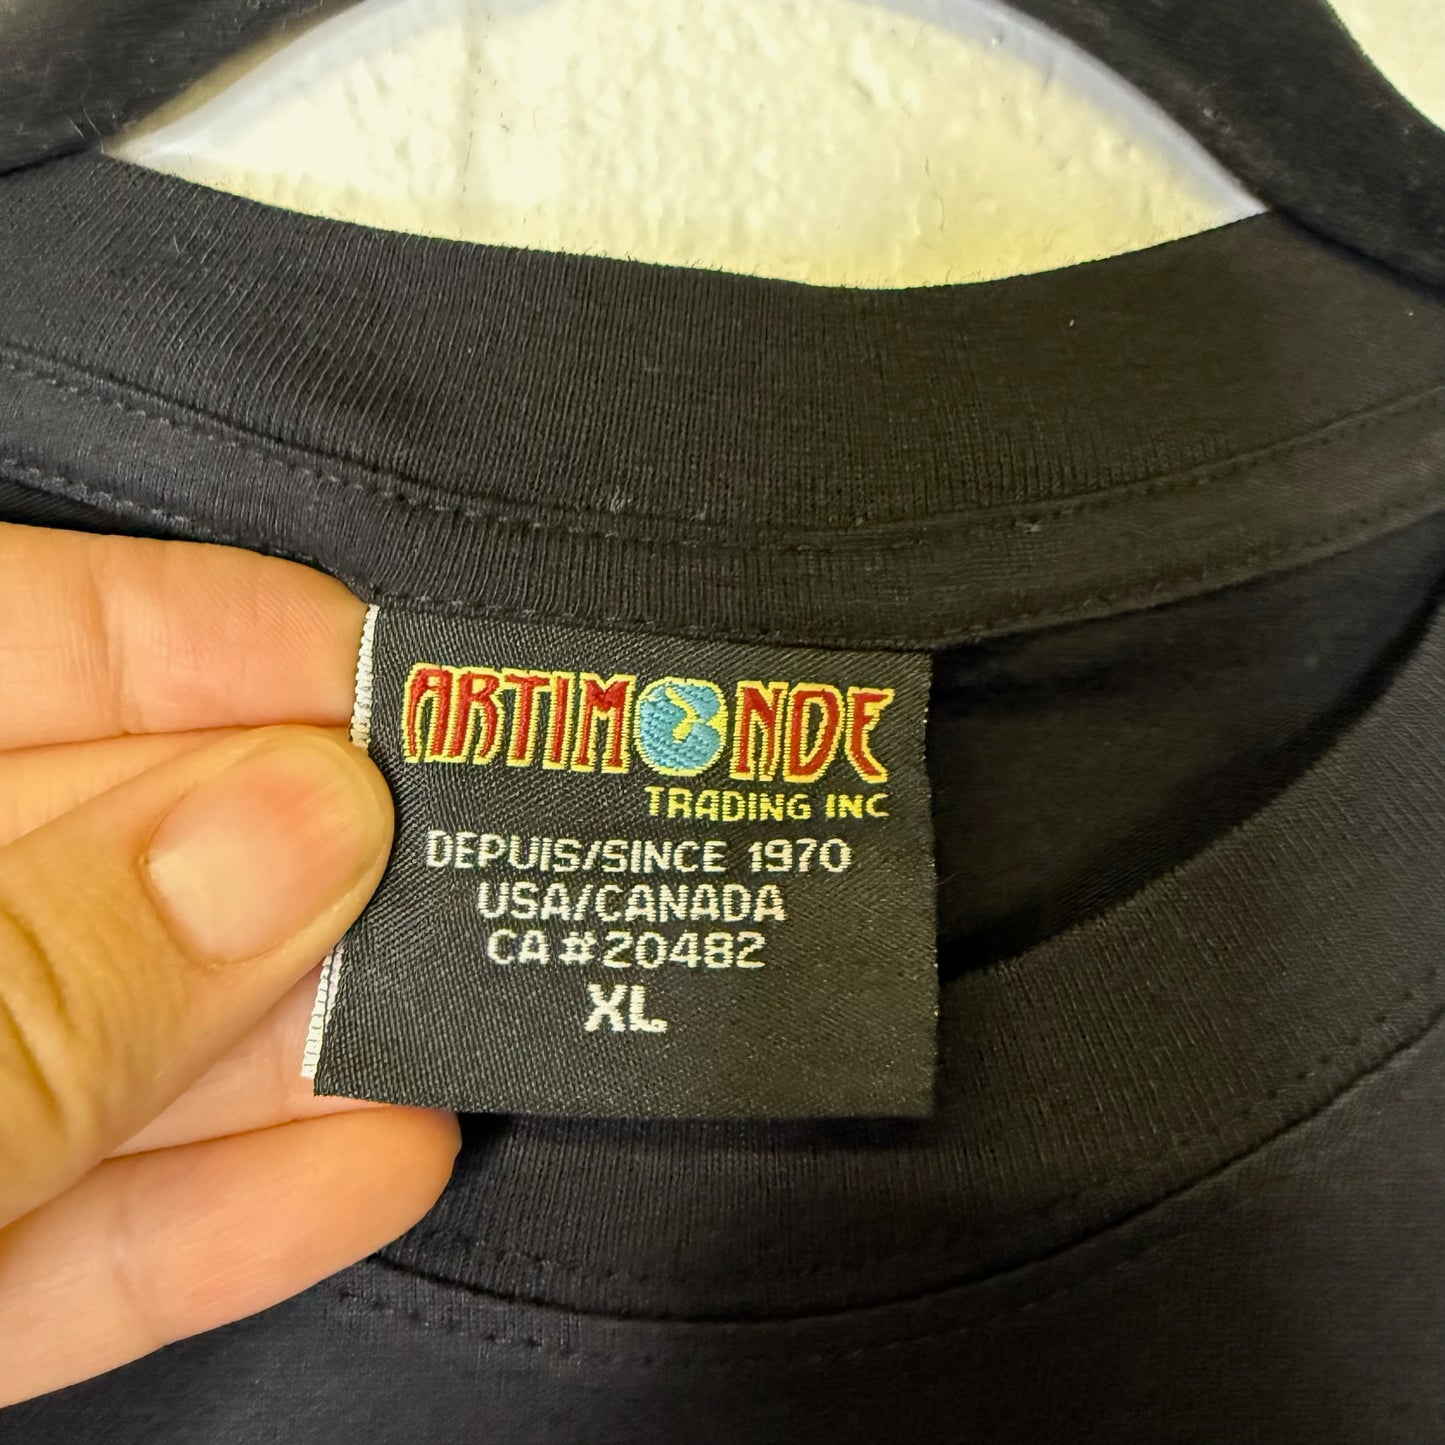 ARTIMONDE
TRADING INC
DEPUIS/SINCE 1970
USA/CANADA
CA#20482
XL